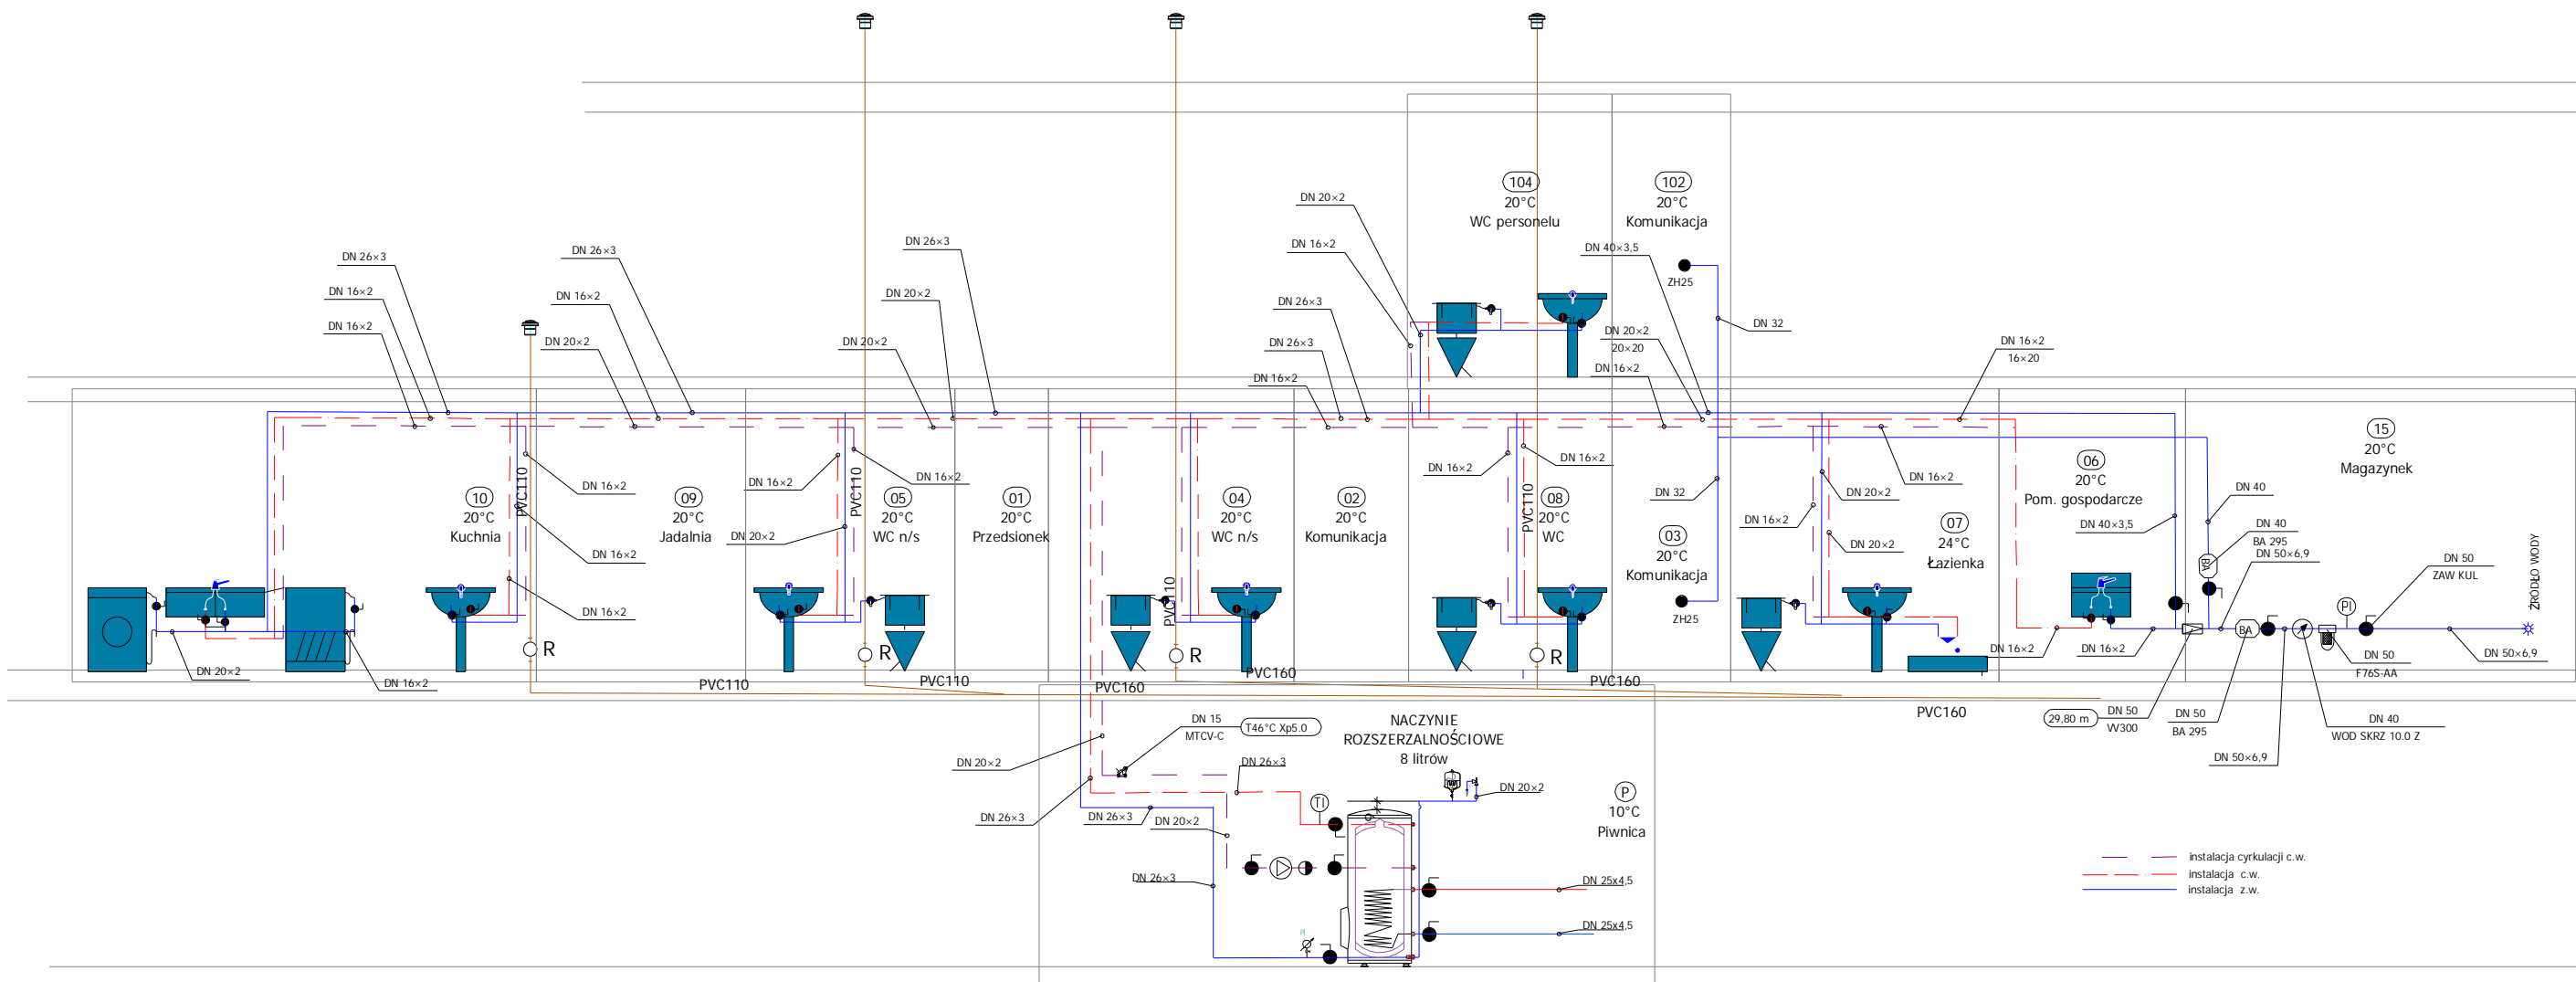 104
20°C
WC personelu
102
20°C
Komunikacja
DN 20×2
DN 16×2
DN 40×3,5
ZH25
DN 32
DN 26×3
DN 16×2
DN 16×2
DN 26×3
DN 16×2
DN 20×2
DN 26×3
DN 20×2
DN 20×2
DN 26×3
DN 26×3
DN 16×2
DN 20×2
20×20
DN 16×2
DN 16×2
16×20
10
20°C
Kuchnia
PVC110
DN 16×2
DN 16×2
DN 16×2
09
20°C
Jadalnia
DN 16×2
DN 20×2
PVC110
05
20°C
WC n/s
DN 16×2
01
20°C
Przedsionek
PVC110
04
20°C
WC n/s
02
20°C
Komunikacja
DN 16×2
DN 16×2
PVC110
08
20°C
WC
DN 32
03
20°C
Komunikacja
ZH25
DN 16×2
DN 20×2
DN 20×2
DN 16×2
07
24°C
Łazienka
06
20°C
Pom. gospodarcze
DN 40×3,5
15
20°C
Magazynek
DN 40
DN 40
BA 295
DN 50×6,9
BA
BA
PI
DN 50
ZAW KUL
ŹRÓDŁO WODY
R
R
R
R
DN 20×2
DN 16×2
DN 16×2
DN 16×2
DN 50
F76S-AA
DN 50×6,9
PVC110
PVC110
PVC160
PVC160
PVC160
PVC160
29,80 m
DN 50
VV300
DN 50
BA 295
DN 50×6,9
DN 40
WOD SKRZ 10.0 Z
DN 15
MTCV-C
T46°C Xp5.0
NACZYNIE
ROZSZERZALNOŚCIOWE
8 litrów
DN 20×2
DN 26×3
DN 26×3
DN 26×3
DN 20×2
DN 20×2
TI
P
10°C
Piwnica
DN 26×3
DN 25x4,5
DN 25x4,5
PI
instalacja cyrkulacji c.w.
instalacja c.w.
instalacja z.w.